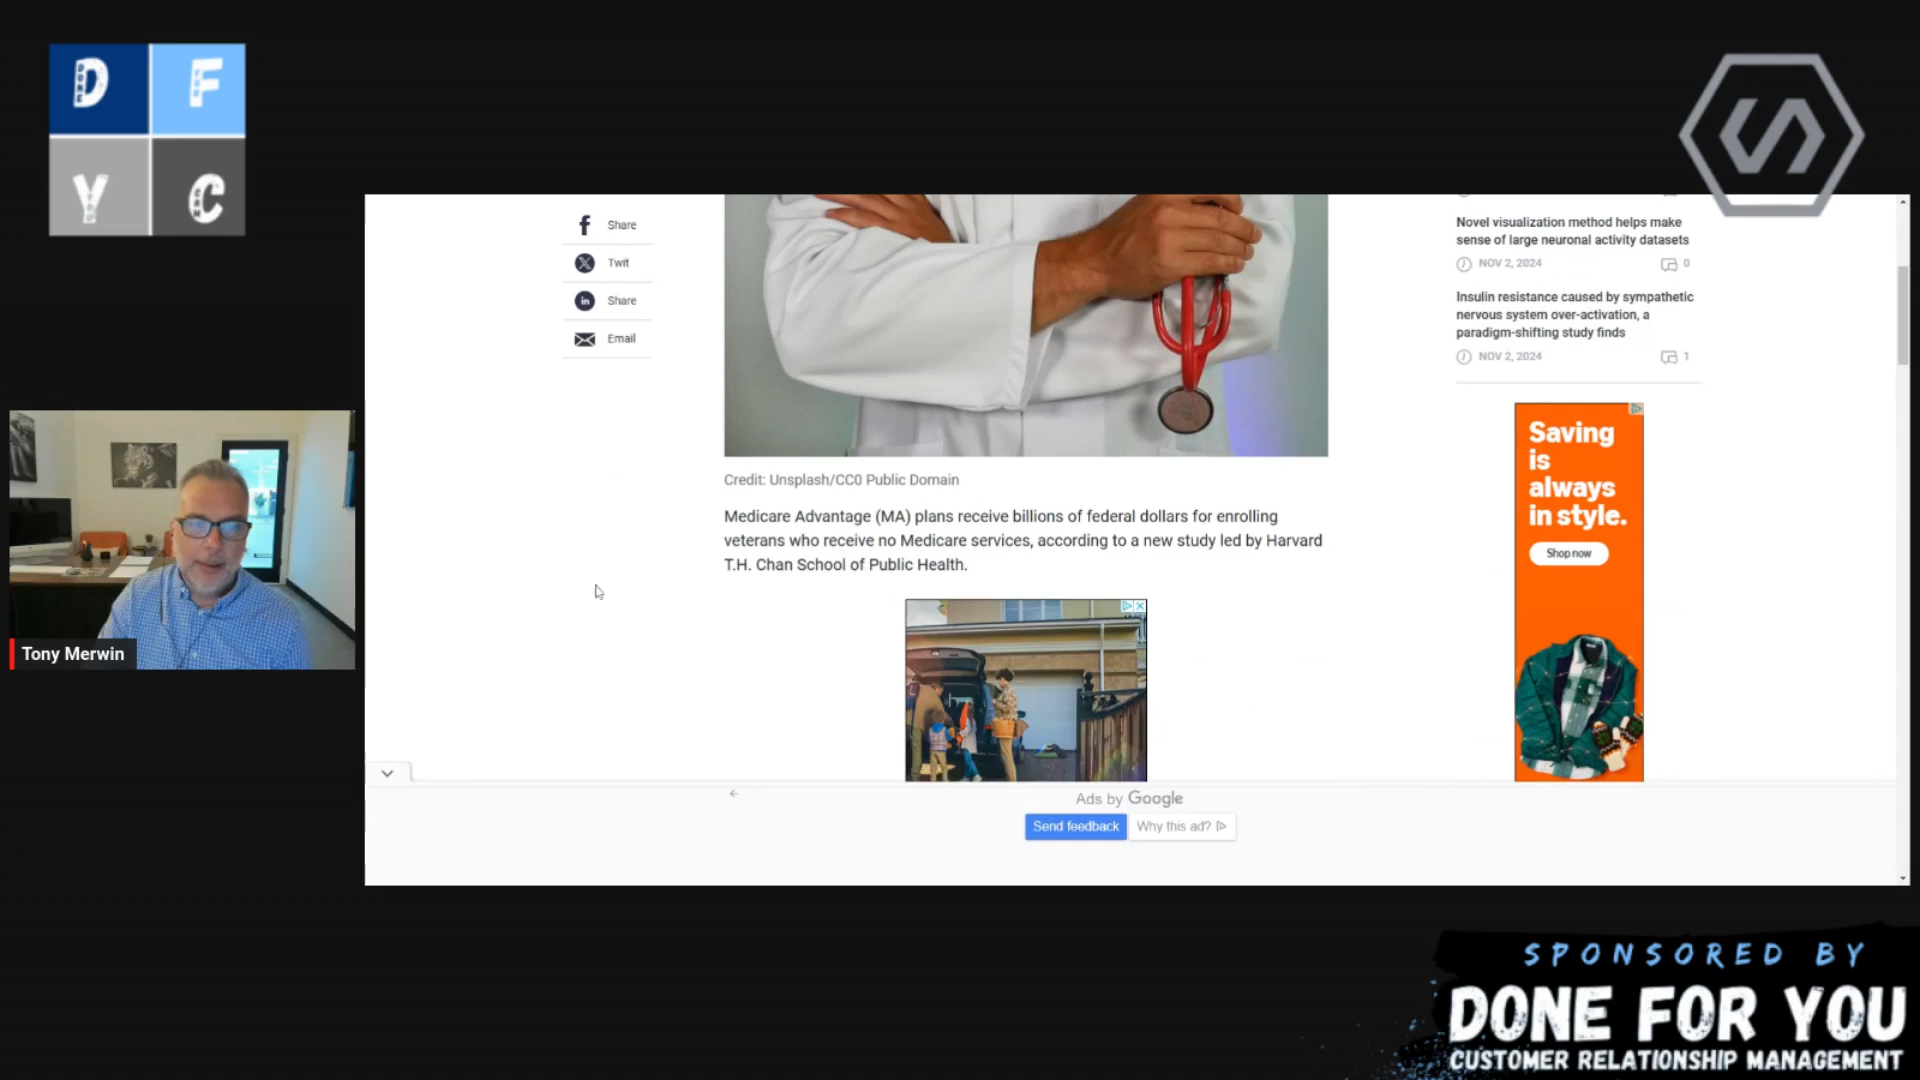 D
F
Y
C
Share
Twit
Share
Email
Credit: Unsplash/CC0 Public Domain
Medicare Advantage (MA) plans receive billions of federal dollars for enrolling
veterans who receive no Medicare services, according to a new study led by Harvard
T.H. Chan School of Public Health.
Novel visualization method helps make
sense of large neuronal activity datasets
NOV 2, 2024 0
Insulin resistance caused by sympathetic
nervous system over-activation, a
paradigm-shifting study finds
NOV 2, 2024 1
Saving
is
always
in style.
Shop now
Tony Merwin
Ads by Google
Send feedback
Why this ad?
SPONSORED BY
DONE FOR YOU
CUSTOMER RELATIONSHIP MANAGEMENT